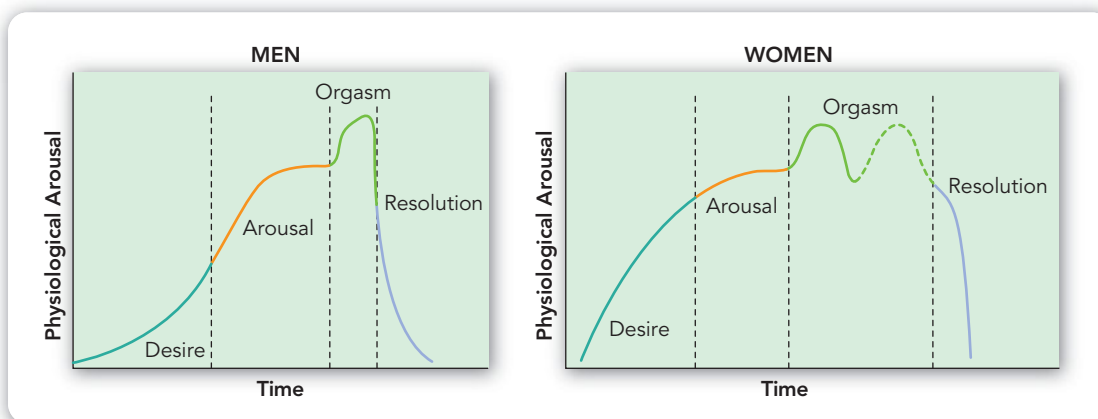 MEN
Orgasm
Physiological Arousal
Resolution
Arousal
Desire
Time
WOMEN
Orgasm
Physiological Arousal
Resolution
Arousal
Desire
Time